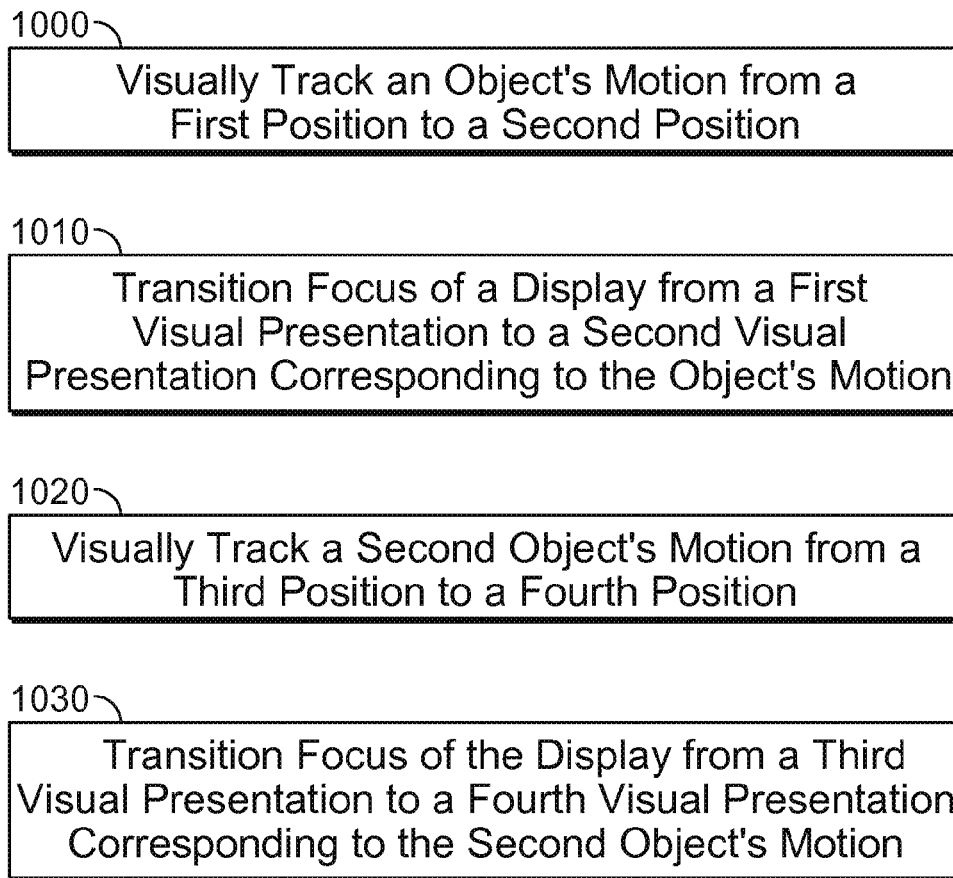 1000
Visually Track an Object's Motion from a
First Position to a Second Position
1010
Transition Focus of a Display from a First
Visual Presentation to a Second Visual
Presentation Corresponding to the Object's Motion
1020
Visually Track a Second Object's Motion from a
Third Position to a Fourth Position
1030
Transition Focus of the Display from a Third
Visual Presentation to a Fourth Visual Presentation
Corresponding to the Second Object's Motion